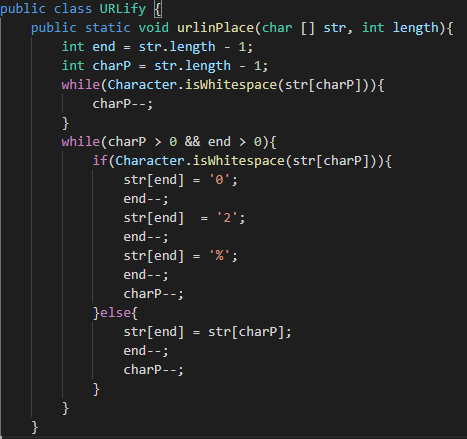 public class URLify {
    public static void urlinPlace(char [] str, int length){
        int end = str.length - 1;
        int charP = str.length - 1;
        while(Character.isWhitespace(str[charP])){
            charP--;
        }
        while(charP > 0 && end > 0){
            if(Character.isWhitespace(str[charP])){
                str[end] = '0';
                end--;
                str[end]  = '2';
                end--;
                str[end] = '%';
                end--;
                charP--;
            }else{
                str[end] = str[charP];
                end--;
                charP--;
            }
        }
    }